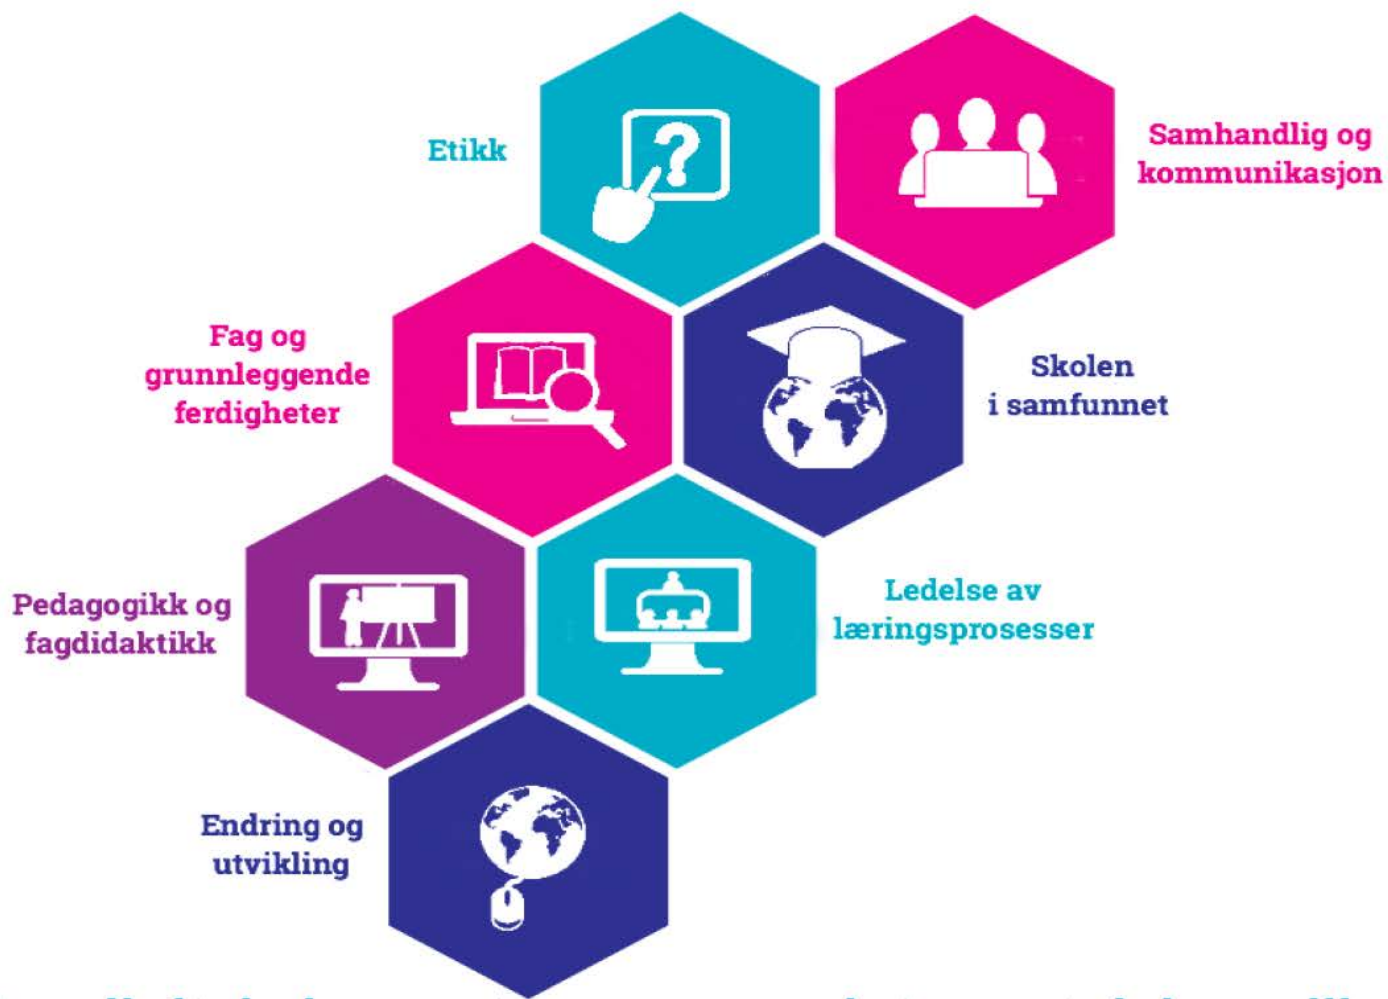 Etikk
Samhandlig og
kommunikasjon
Fag og
grunnleggende
ferdigheter
Skolen
i samfunnet
Pedagogikk og
fagdidaktikk
Ledelse av
læringsprosesser
Endring og
utvikling